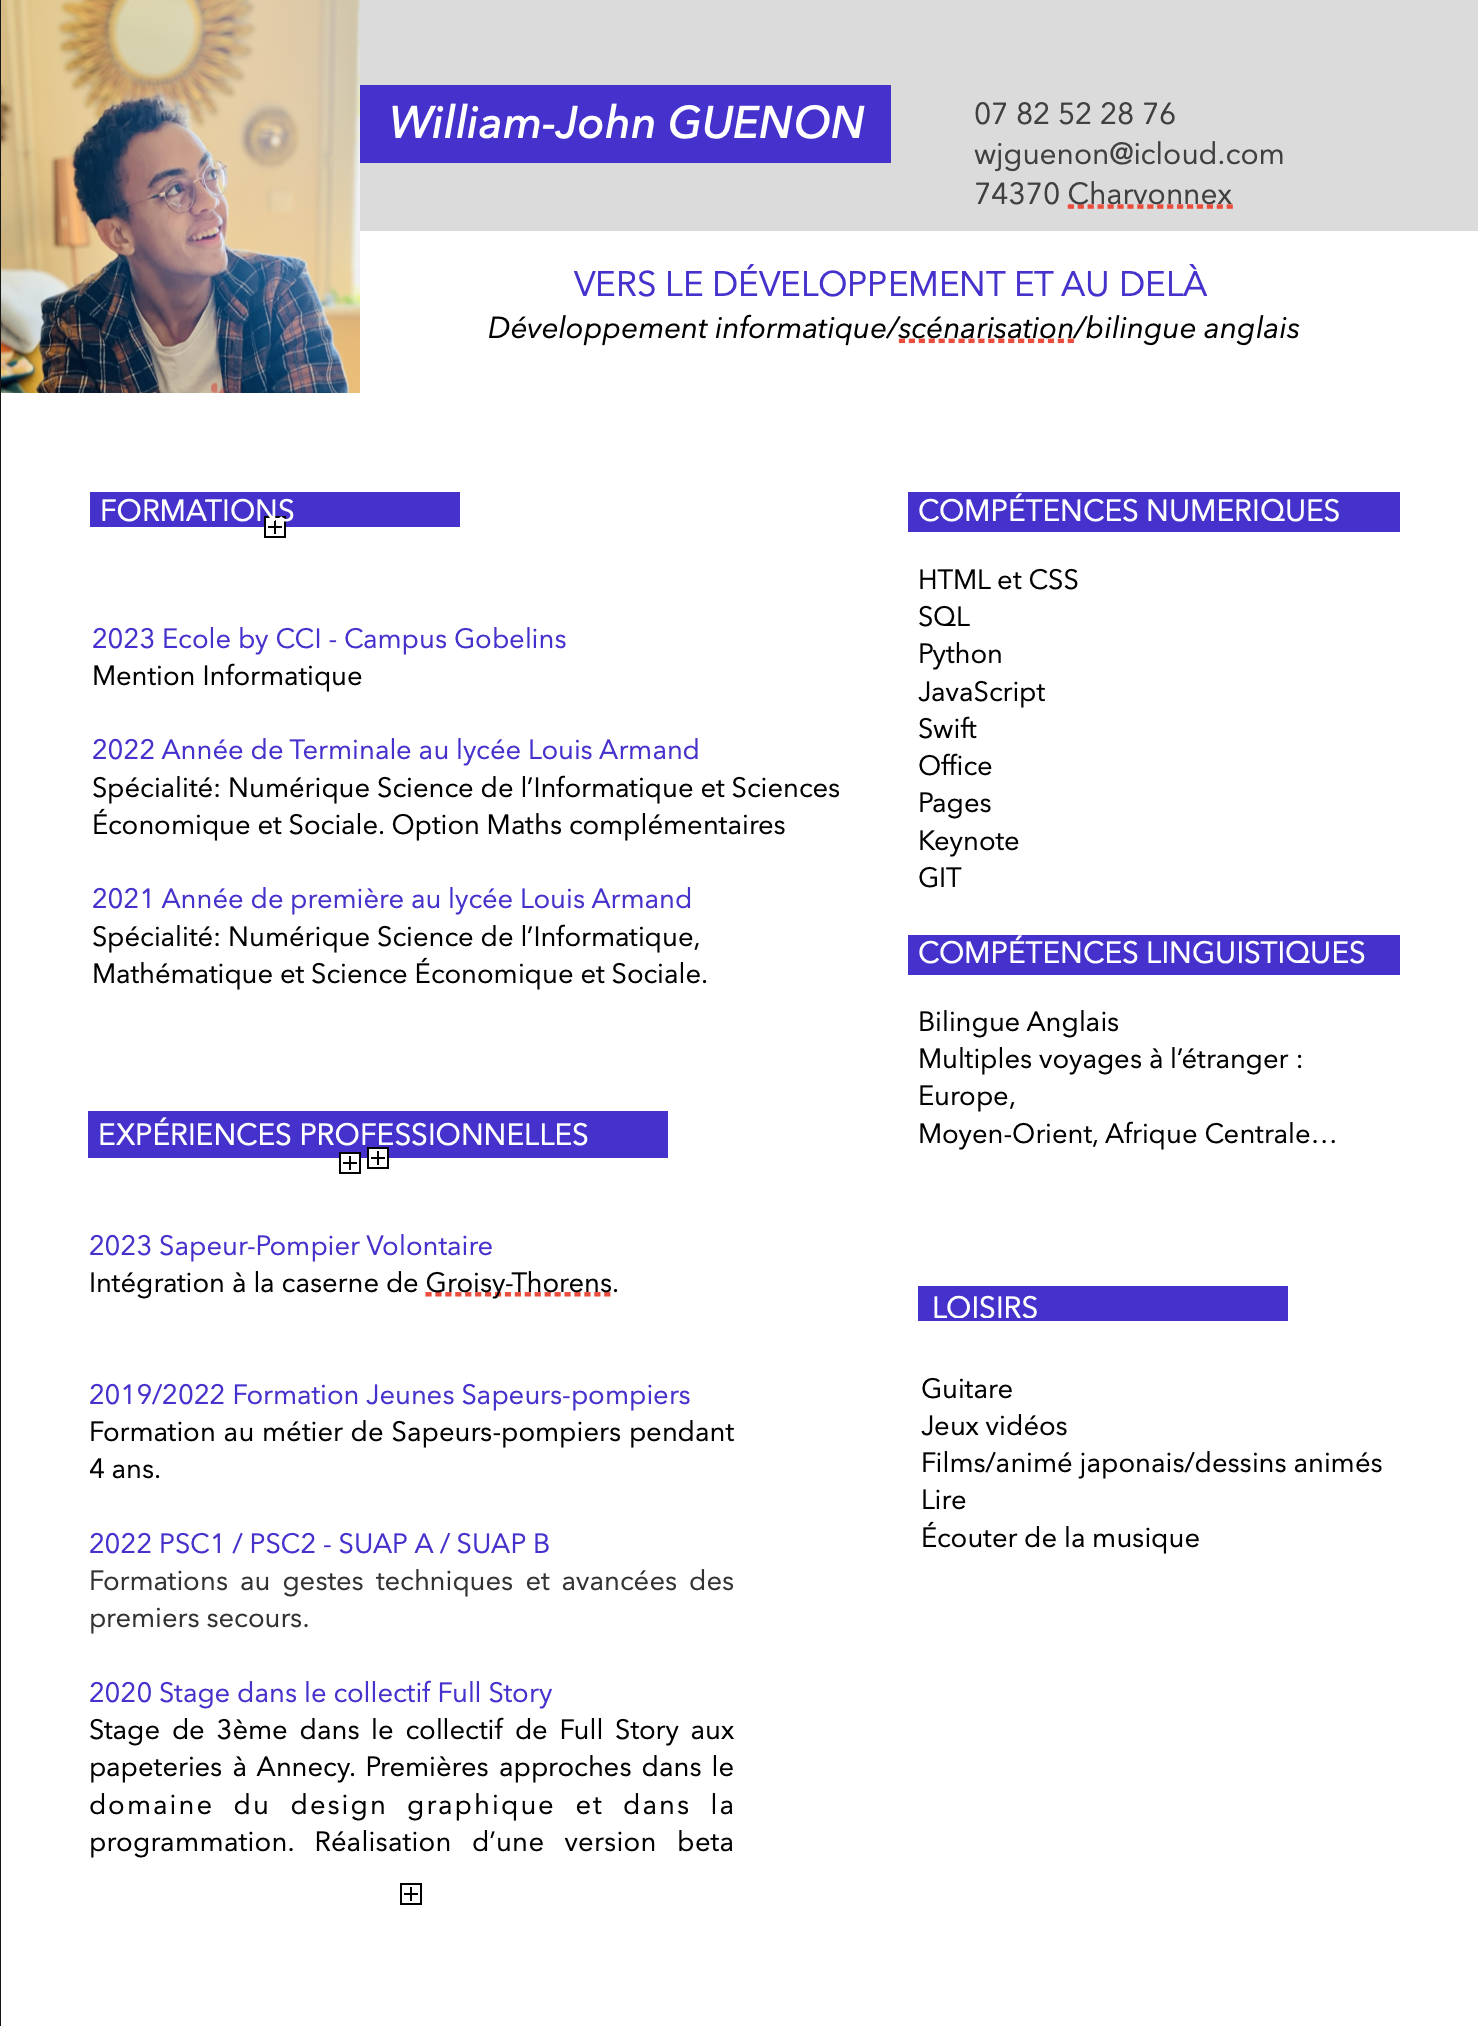 William-John GUENON
07 82 52 28 76
wjguenon@icloud.com
74370 Charvonnex
VERS LE DÉVELOPPEMENT ET AU DELÀ
Développement informatique/scénarisation/bilingue anglais
FORMATIONS
2023 Ecole by CCI - Campus Gobelins
Mention Informatique
2022 Année de Terminale au lycée Louis Armand
Spécialité: Numérique Science de l’Informatique et Sciences
Économique et Sociale. Option Maths complémentaires
2021 Année de première au lycée Louis Armand
Spécialité: Numérique Science de l’Informatique,
Mathématique et Science Économique et Sociale.
EXPÉRIENCES PROFESSIONNELLES
2023 Sapeur-Pompier Volontaire
Intégration à la caserne de Groisy-Thorens.
2019/2022 Formation Jeunes Sapeurs-pompiers
Formation au métier de Sapeurs-pompiers pendant
4 ans.
2022 PSC1 / PSC2 - SUAP A / SUAP B
Formations au gestes techniques et avancées des
premiers secours.
2020 Stage dans le collectif Full Story
Stage de 3ème dans le collectif de Full Story aux
papeteries à Annecy. Premières approches dans le
domaine du design graphique et dans la
programmation. Réalisation d’une version beta
COMPÉTENCES NUMERIQUES
HTML et CSS
SQL
Python
JavaScript
Swift
Office
Pages
Keynote
GIT
COMPÉTENCES LINGUISTIQUES
Bilingue Anglais
Multiples voyages à l’étranger :
Europe,
Moyen-Orient, Afrique Centrale…
LOISIRS
Guitare
Jeux vidéos
Films/animé japonais/dessins animés
Lire
Écouter de la musique